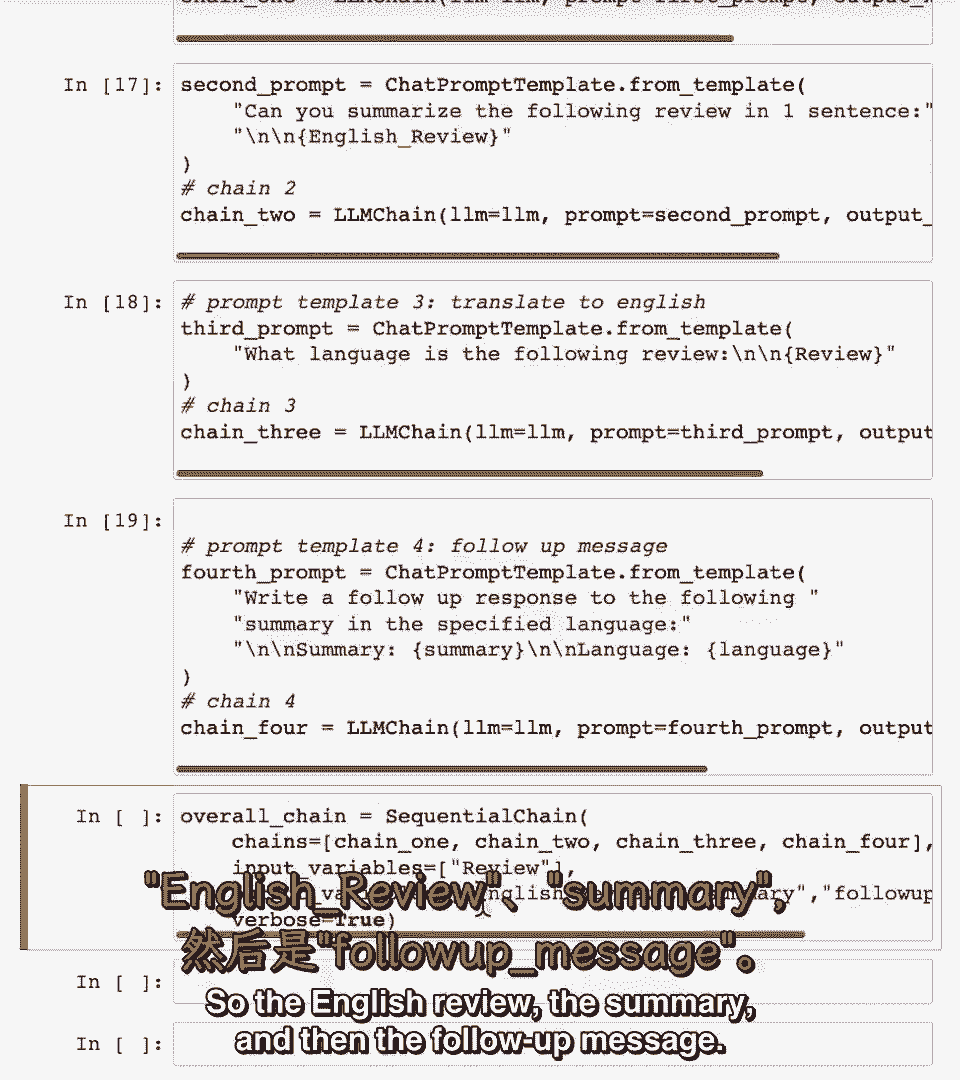 chain_one = LLMChain(llm=llm, prompt=first_prompt,
In [17]: second_prompt = ChatPromptTemplate.from_template(
"Can you summarize the following review in 1 sentence:"
"\n\n{English_Review}"
)
# chain 2
chain_two = LLMChain(llm=llm, prompt=second_prompt, output_
In [18]: # prompt template 3: translate to english
third_prompt = ChatPromptTemplate.from_template(
"What language is the following review:\n\n{Review}"
)
# chain 3
chain_three = LLMChain(llm=llm, prompt=third_prompt, output
In [19]:
# prompt template 4: follow up message
fourth_prompt = ChatPromptTemplate.from_template(
"Write a follow up response to the following "
"summary in the specified language:"
"\n\nSummary: {summary}\n\nLanguage: {language}"
)
# chain 4
chain_four = LLMChain(llm=llm, prompt=fourth_prompt, output
In [ ]: overall_chain = SequentialChain(
chains=[chain_one, chain_two, chain_three, chain_four],
input_variables=["Review"],
"followup
verbose=True)
"English_Review"、 "summary",
然后是"followup_message"。
In [ ]:
So the English review, the summary,
and then the follow-up message.
In [ ]: